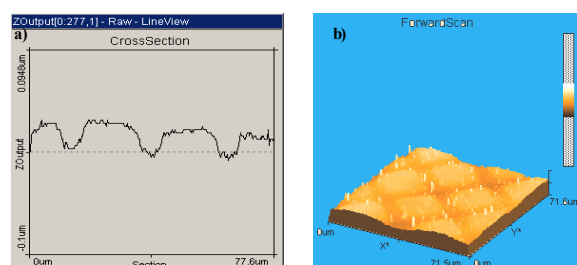 ZOutput[0:277,1] - Raw - LineView
a)
CrossSection
0.0948um
ZOutput
-0.1um
0um
Section
77.6um
b)
ForwardScan
0um
X*
71.5um
0um
Y*
71.6um